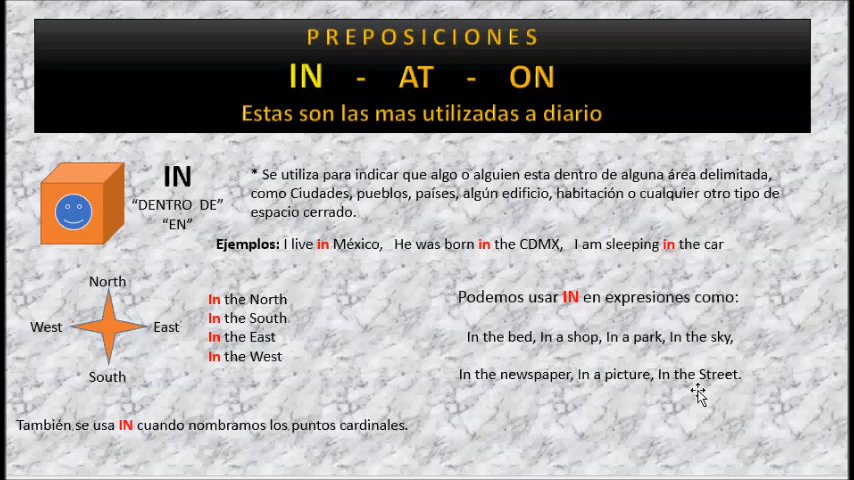 PREPOSICIONES
IN - AT - ON
Estas son las mas utilizadas a diario
IN
“DENTRO DE”
“EN”
* Se utiliza para indicar que algo o alguien esta dentro de alguna área delimitada,
como Ciudades, pueblos, países, algún edificio, habitación o cualquier otro tipo de
espacio cerrado.
Ejemplos: I live in México, He was born in the CDMX, I am sleeping in the car
North
West
East
South
In the North
In the South
In the East
In the West
Podemos usar IN en expresiones como:
In the bed, In a shop, In a park, In the sky,
In the newspaper, In a picture, In the Street.
También se usa IN cuando nombramos los puntos cardinales.